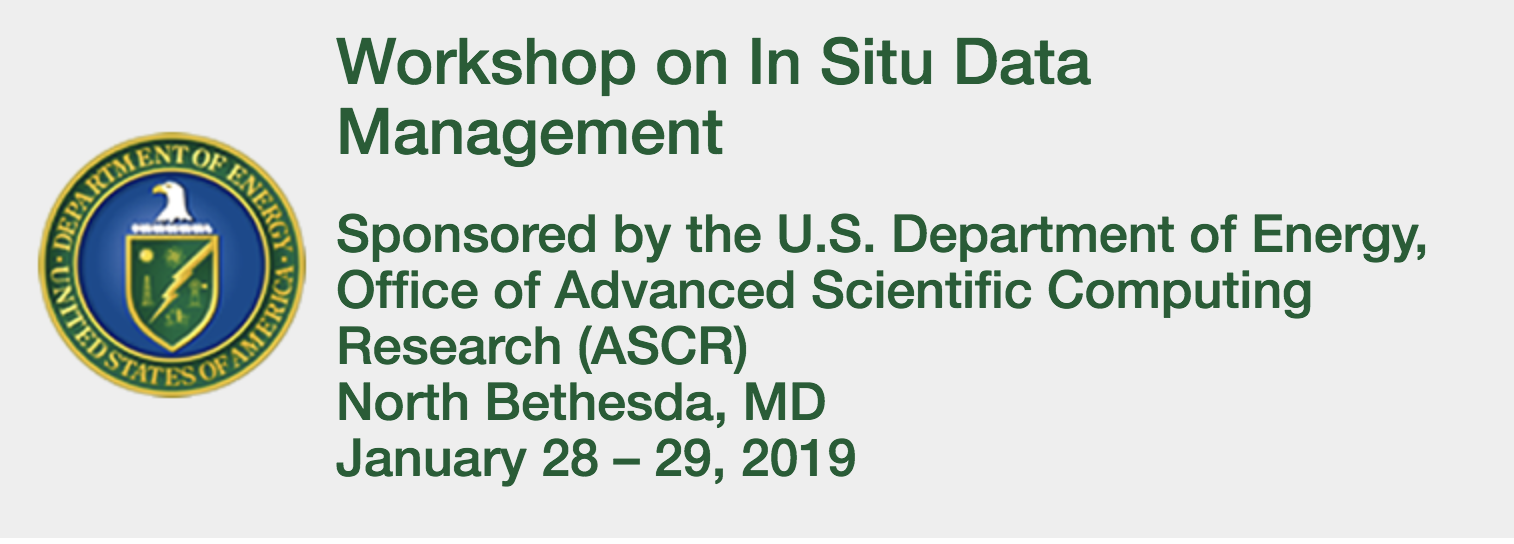 Workshop on In Situ Data
Management
Sponsored by the U.S. Department of Energy,
Office of Advanced Scientific Computing
Research (ASCR)
North Bethesda, MD
January 28 – 29, 2019
DEPARTMENT OF ENERGY
UNITED STATES OF AMERICA